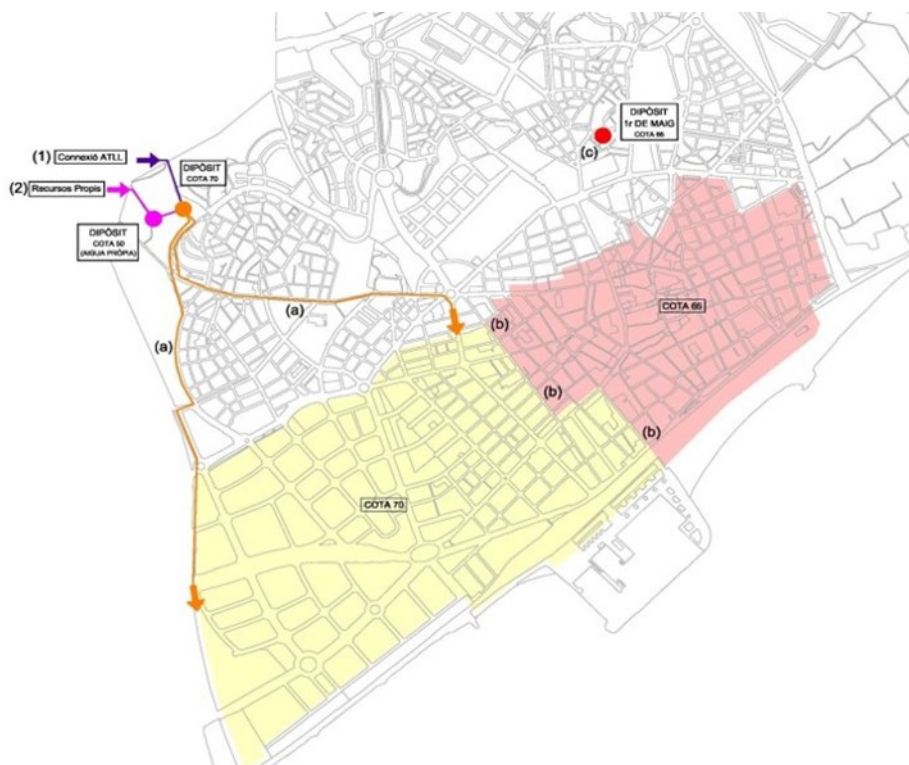 DIPÒSIT
1r DE MAIG
COTA 66
(c)
(1) Connexió ATLL
DIPÒSIT
COTA 70
(2) Recursos Propis
DIPÒSIT
COTA 50
(AIGUA PRÒPIA)
(a)
(a)
(b)
COTA 66
(b)
(b)
COTA 70